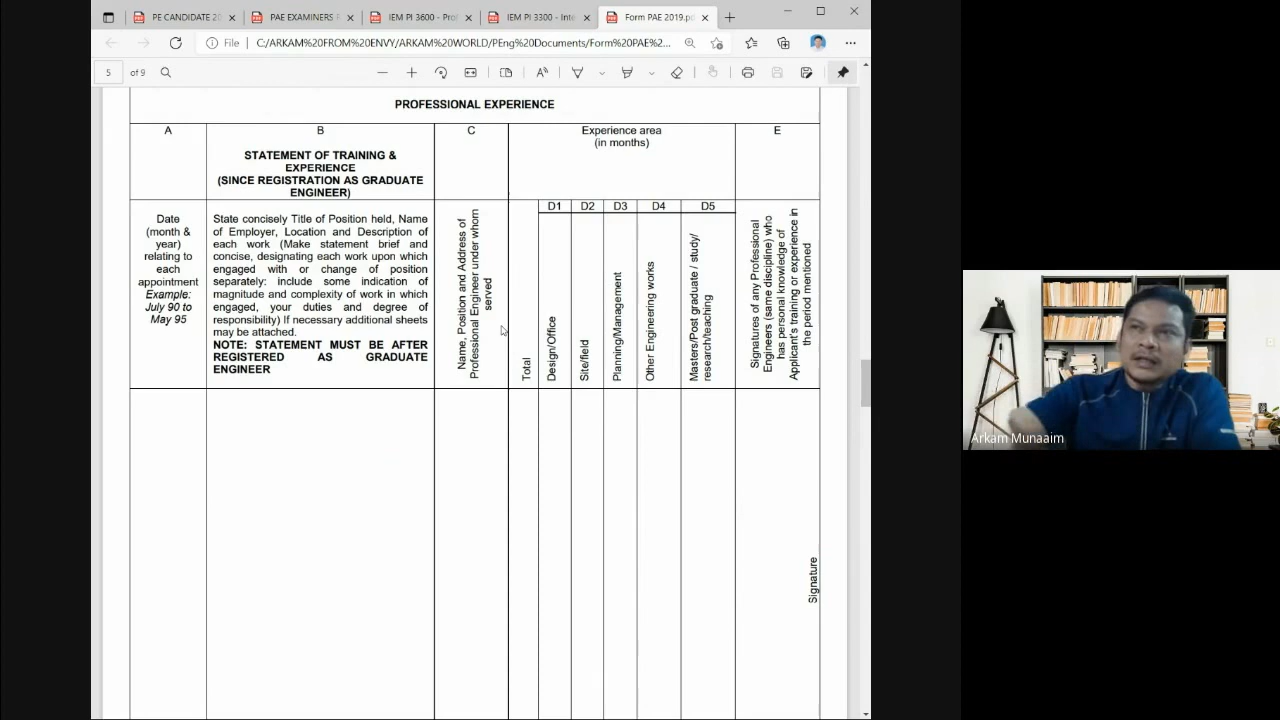 PE CANDIDATE 20
PAE EXAMINERS
IEM PI 3600 - Prof
IEM PI 3300 - Inte
Form PAE 2019.pd
File
C:/ARKAM%20FROM%20ENVY/ARKAM%20WORLD/PEng%20Documents/Form%20PAE%2...
5 of 9
PROFESSIONAL EXPERIENCE
A
B
STATEMENT OF TRAINING &
EXPERIENCE
(SINCE REGISTRATION AS GRADUATE
ENGINEER)
C
Experience area
(in months)
E
Date
(month &
year)
relating to
each
appointment
Example:
July 90 to
May 95
State concisely Title of Position held, Name
of Employer, Location and Description of
each work (Make statement brief and
concise, designating each work upon which
engaged with or change of position
separately: include some indication of
magnitude and complexity of work in which
engaged, your duties and degree of
responsibility) If necessary additional sheets
may be attached.
NOTE: STATEMENT MUST BE AFTER
REGISTERED AS GRADUATE
ENGINEER
Name, Position and Address of
Professional Engineer under whom
served
Total
D1
Design/Office
D2
Site/field
D3
Planning/Management
D4
Other Engineering works
D5
Masters/Post graduate / study/
research/teaching
Signatures of any Professional
Engineers (same discipline) who
has personal knowledge of
Applicant's training or experience in
the period mentioned
Signature
Arkam Munaaim